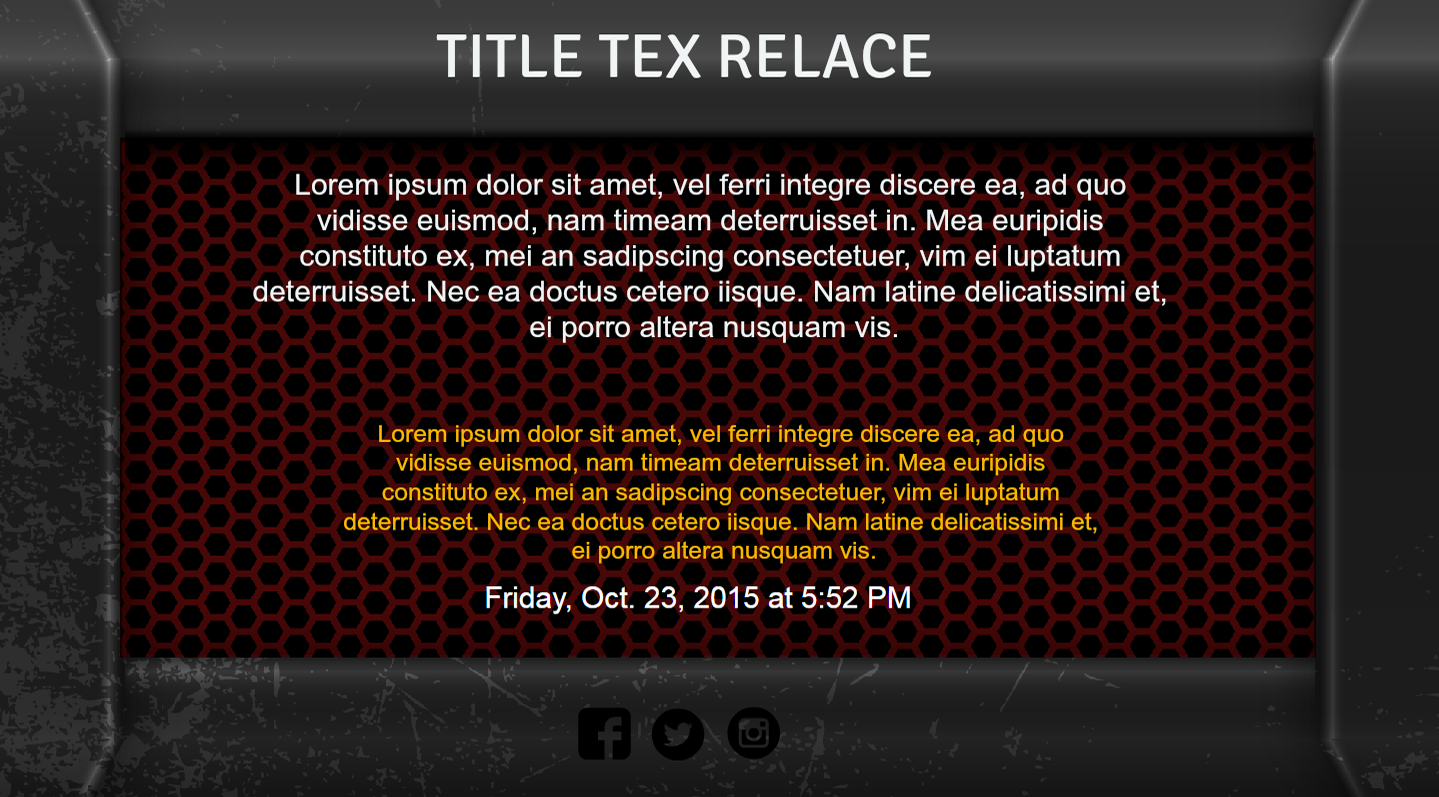 TITLE TEX RELACE
Lorem ipsum dolor sit amet, vel ferri integre discere ea, ad quo
vidisse euismod, nam timeam deterruisset in. Mea euripidis
constituto ex, mei an sadipscing consectetuer, vim ei luptatum
deterruisset. Nec ea doctus cetero iisque. Nam latine delicatissimi et,
ei porro altera nusquam vis.
Lorem ipsum dolor sit amet, vel ferri integre discere ea, ad quo
vidisse euismod, nam timeam deterruisset in. Mea euripidis
constituto ex, mei an sadipscing consectetuer, vim ei luptatum
deterruisset. Nec ea doctus cetero iisque. Nam latine delicatissimi et,
ei porro altera nusquam vis.
Friday, Oct. 23, 2015 at 5:52 PM